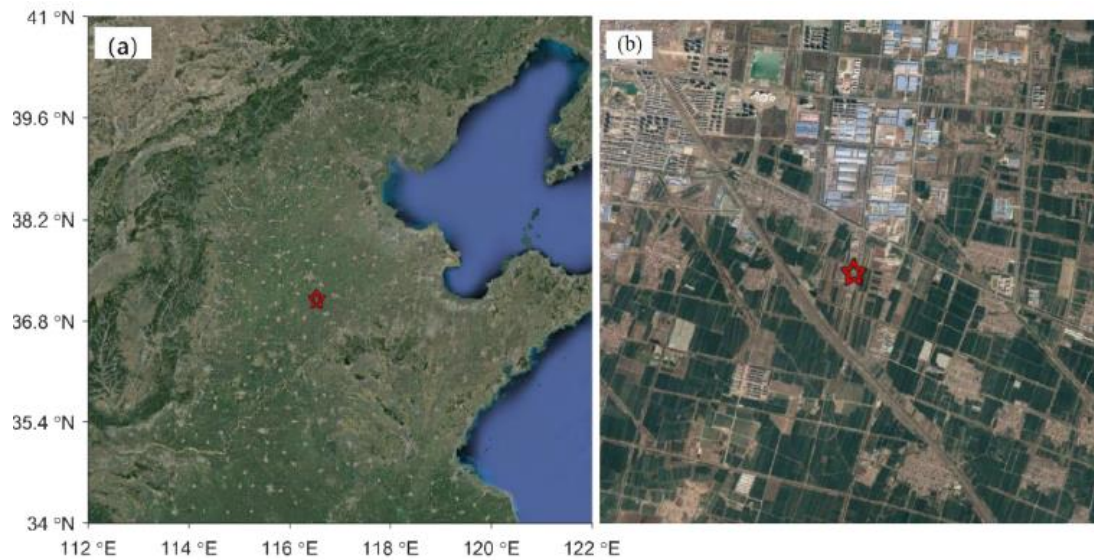 (a)
(b)
41 °N
39.6 °N
38.2 °N
36.8 °N
35.4 °N
34 °N
112 °E
114 °E
116 °E
118 °E
120 °E
122 °E